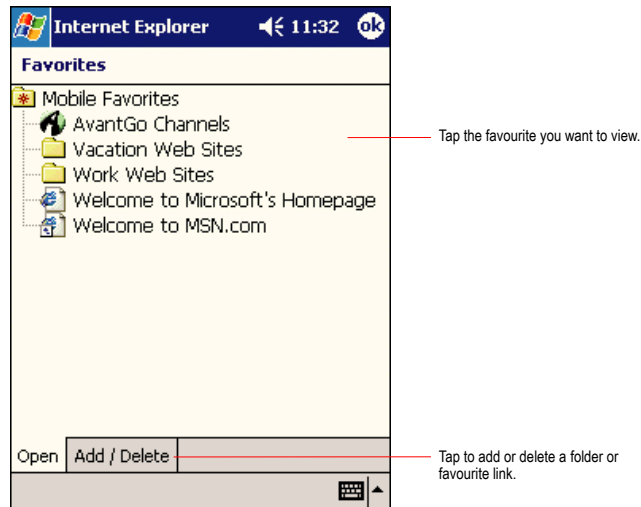 Internet Explorer 11:32 ok
Favorites
Mobile Favorites
AvantGo Channels
Tap the favourite you want to view.
Vacation Web Sites
Work Web Sites
Welcome to Microsoft's Homepage
Welcome to MSN.com
Open Add / Delete
Tap to add or delete a folder or
favourite link.